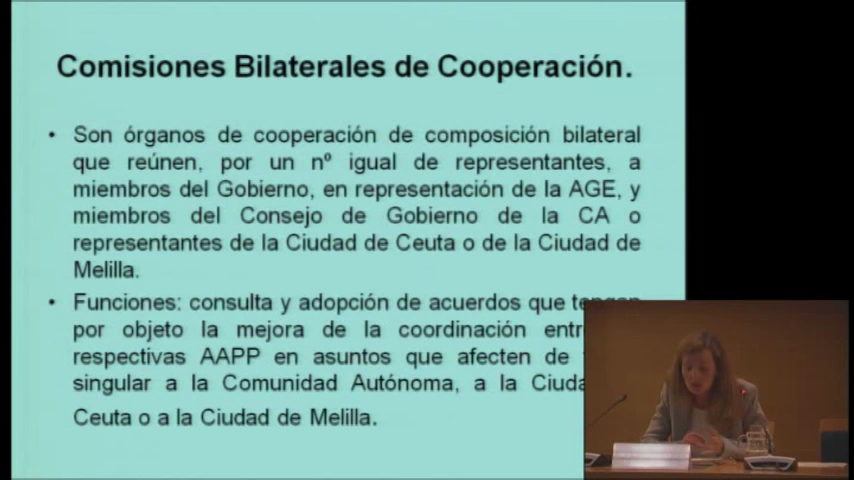 Comisiones Bilaterales de Cooperación.
• Son órganos de cooperación de composición bilateral
que reúnen, por un nº igual de representantes, a
miembros del Gobierno, en representación de la AGE, y
miembros del Consejo de Gobierno de la CA o
representantes de la Ciudad de Ceuta o de la Ciudad de
Melilla.
• Funciones: consulta y adopción de acuerdos que tengan
por objeto la mejora de la coordinación entre
respectivas AAPP en asuntos que afecten de
singular a la Comunidad Autónoma, a la
Ceuta o a la Ciudad de Melilla.